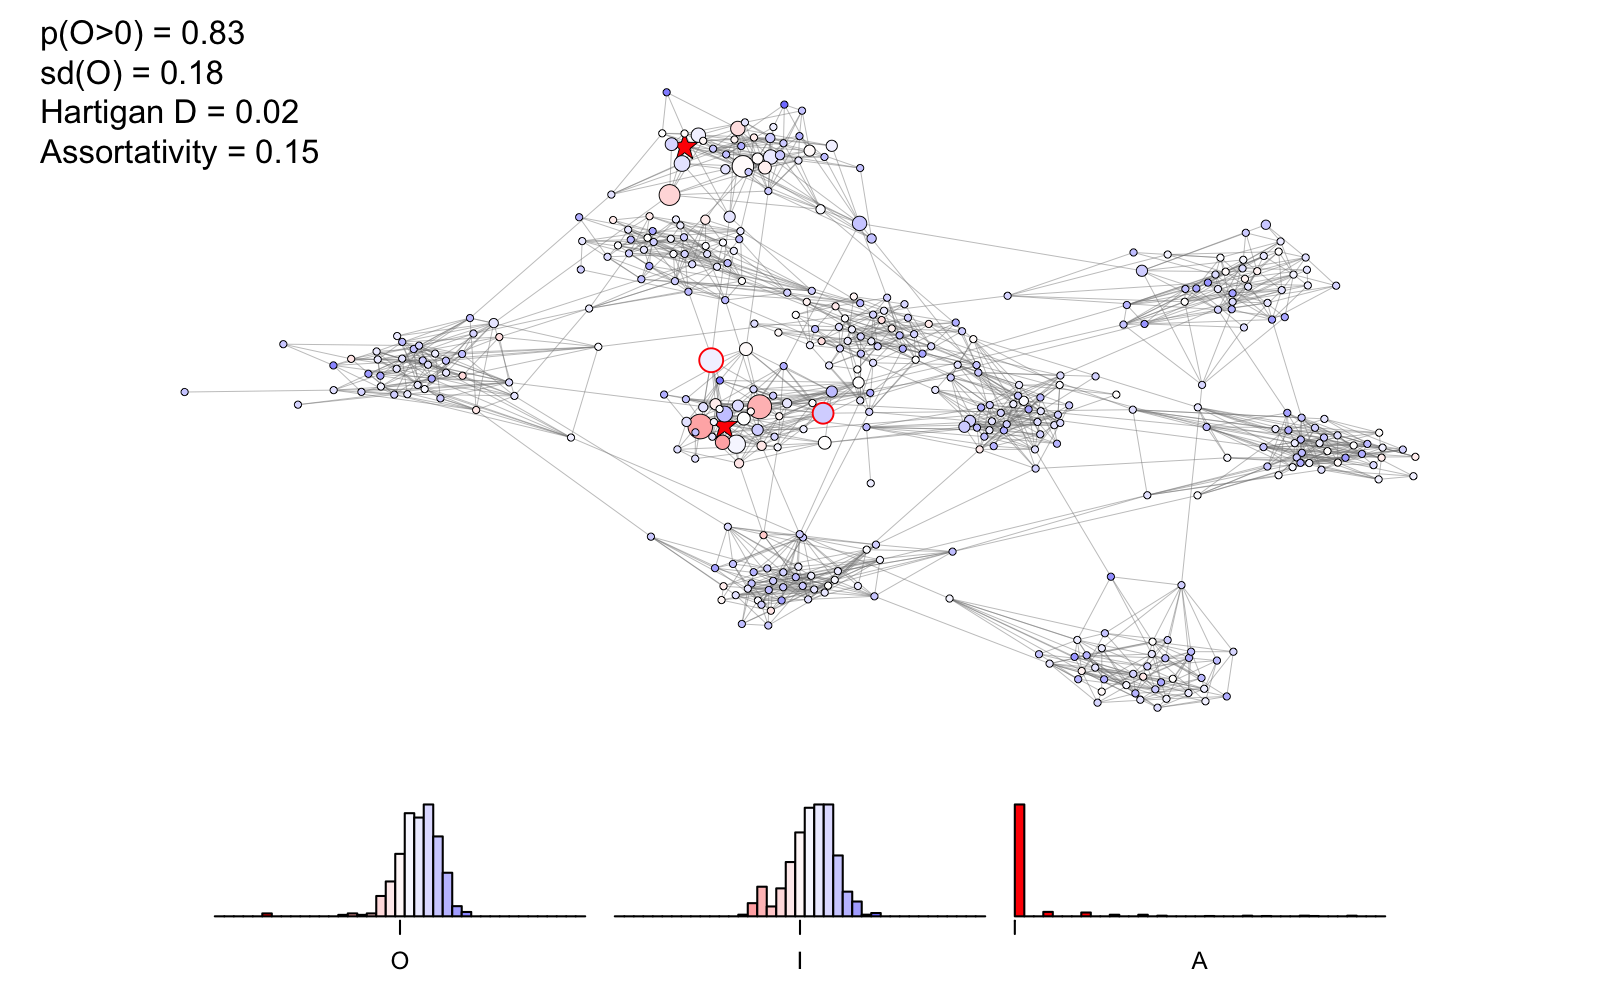 p(O>0) = 0.83
sd(O) = 0.18
Hartigan D = 0.02
Assortativity = 0.15
O
I
A